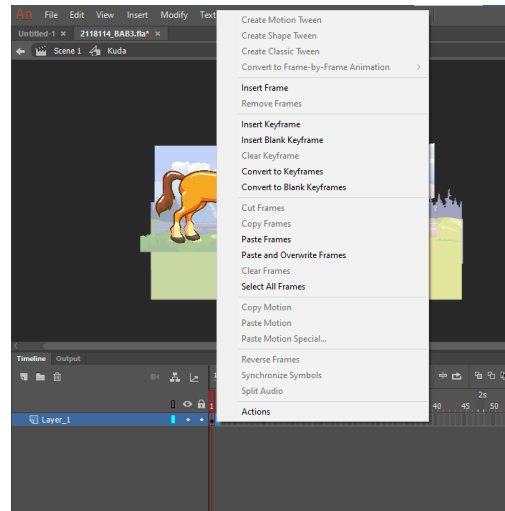 An File Edit View Insert Modify Text
Untitled-1 × 2118114_BAB3.fla* ×
Scene 1 Kuda
Create Motion Tween
Create Shape Tween
Create Classic Tween
Convert to Frame-by-Frame Animation
Insert Frame
Remove Frames
Insert Keyframe
Insert Blank Keyframe
Clear Keyframe
Convert to Keyframes
Convert to Blank Keyframes
Cut Frames
Copy Frames
Paste Frames
Paste and Overwrite Frames
Clear Frames
Select All Frames
Copy Motion
Paste Motion
Paste Motion Special...
Reverse Frames
Synchronize Symbols
Split Audio
Actions
Timeline Output
2s
1 40 45 50
Layer_1